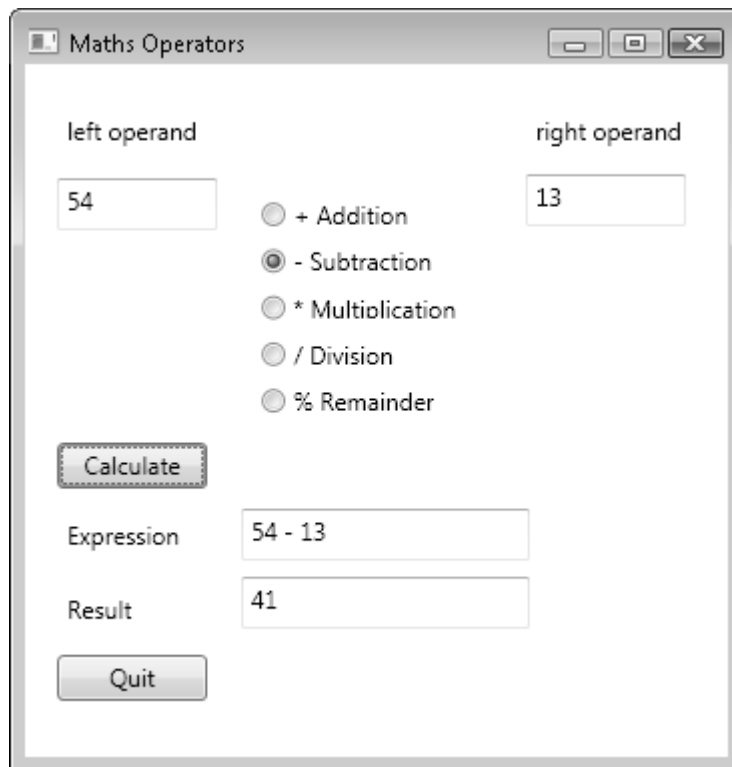 Maths Operators
left operand
right operand
54
13
+ Addition
- Subtraction
* Multiplication
/ Division
% Remainder
Calculate
Expression
54 - 13
Result
41
Quit